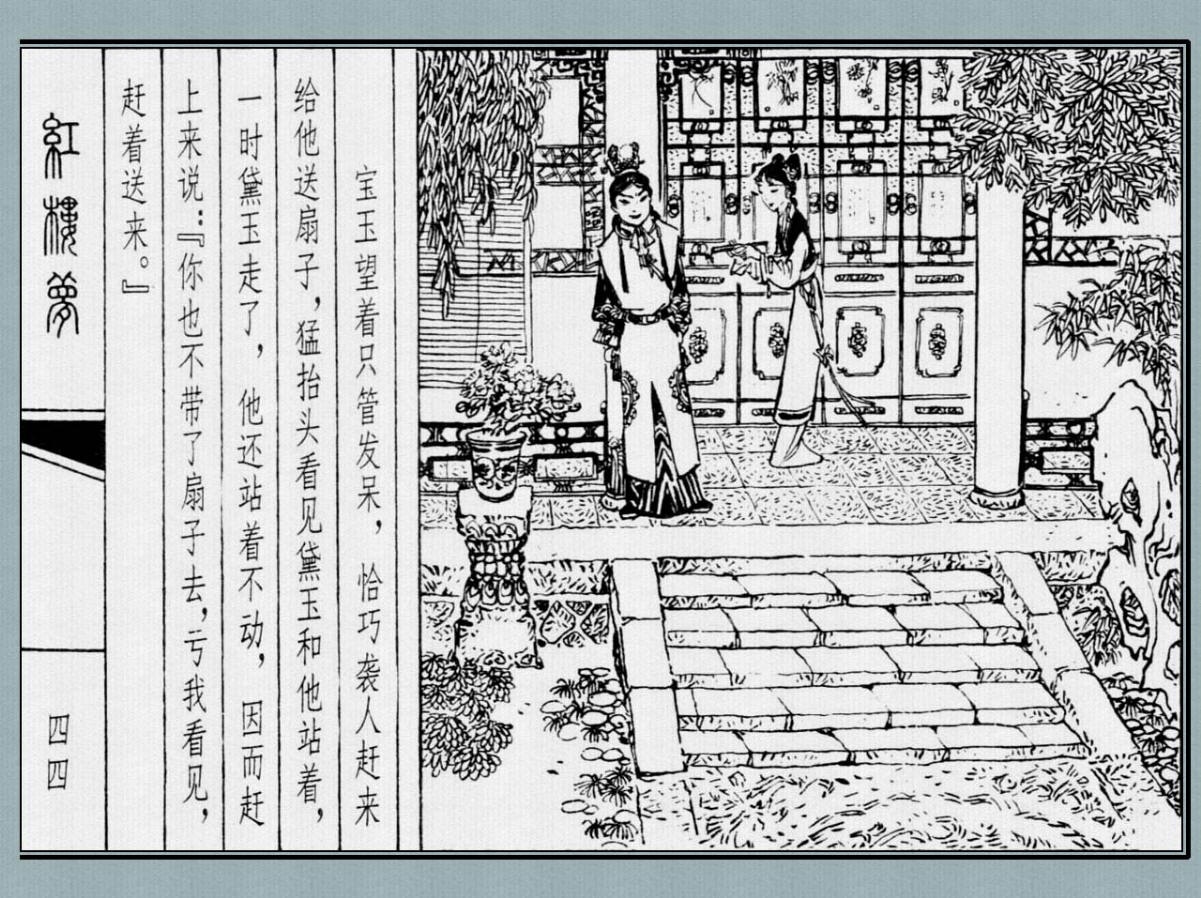 宝玉望着只管发呆，恰巧袭人赶来
给他送扇子，猛抬头看见黛玉和他站着，
一时黛玉走了，他还站着不动，因而赶
上来说：『你也不带了扇子去，亏我看见，
赶着送来。』
紅樓夢
四四